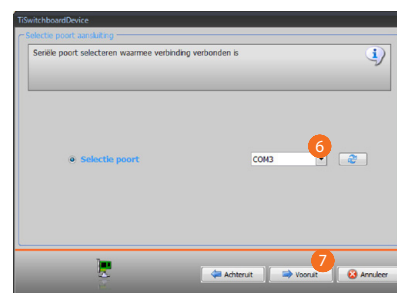 TiSwitchboardDevice
Selectie poort aansluiting
Seriële poort selecteren waarmee verbinding verbonden is
6
Selectie poort
COM3
7
Achteruit
Vooruit
Annuleer